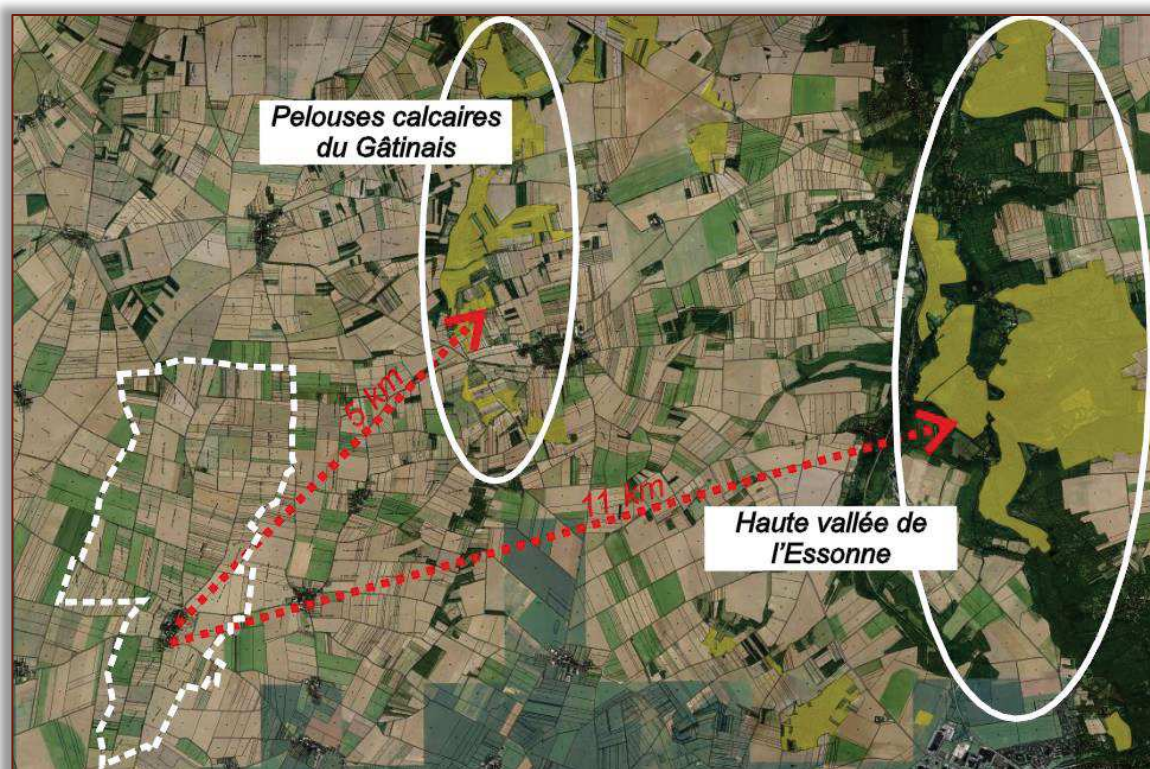 Pelouses calcaires
du Gâtinais
5 km
11 km
Haute vallée de
l'Essonne